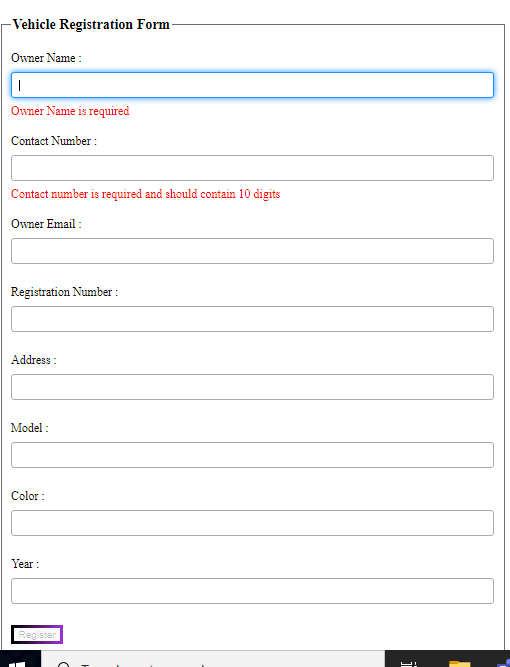 Vehicle Registration Form
Owner Name :
Owner Name is required
Contact Number :
Contact number is required and should contain 10 digits
Owner Email :
Registration Number :
Address :
Model :
Color :
Year :
Register